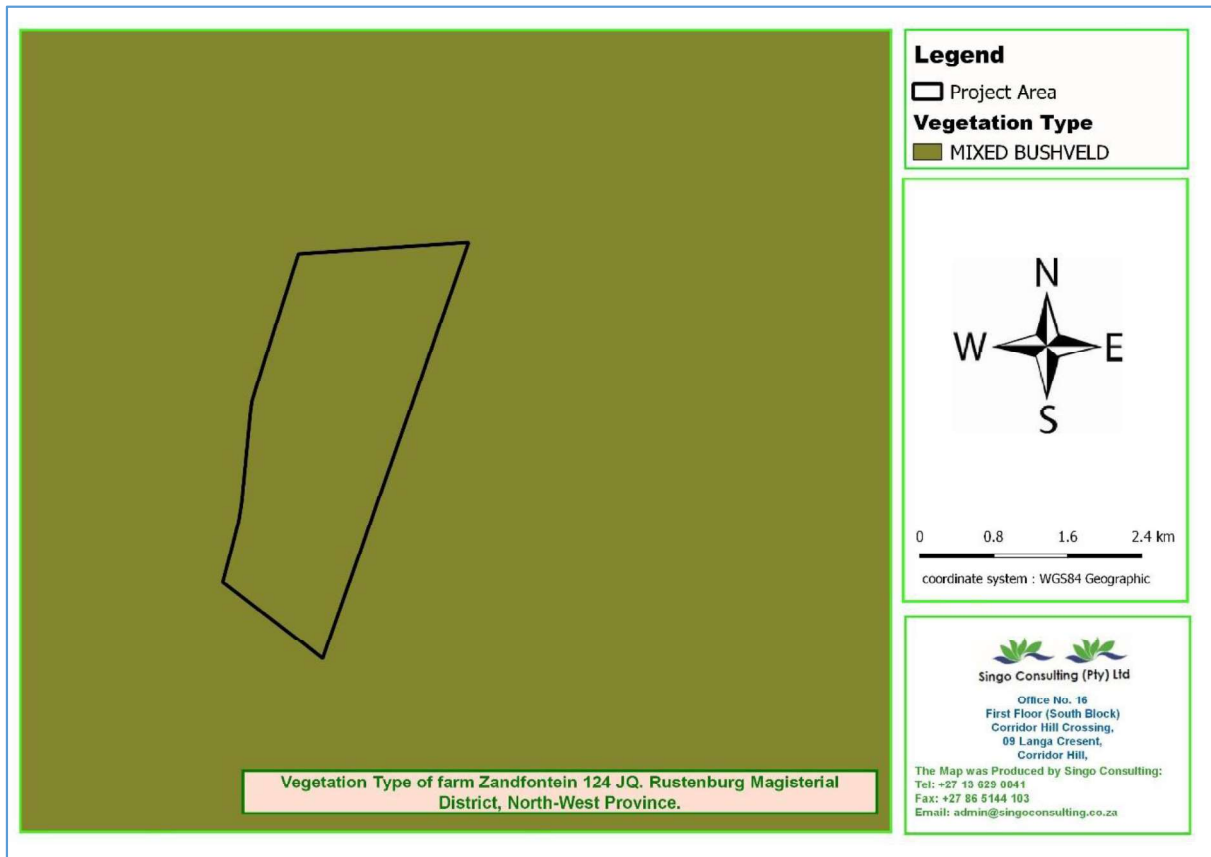 Legend
Project Area
Vegetation Type
MIXED BUSHVELD
N
W E
S
0 0.8 1.6 2.4 km
coordinate system : WGS84 Geographic
Singo Consulting (Pty) Ltd
Office No. 16
First Floor (South Block)
Corridor Hill Crossing,
09 Langa Cresent,
Corridor Hill,
The Map was Produced by Singo Consulting:
Tel: +27 13 629 0041
Fax: +27 86 5144 103
Email: admin@singoconsulting.co.za
Vegetation Type of farm Zandfontein 124 JQ. Rustenburg Magisterial
District, North-West Province.